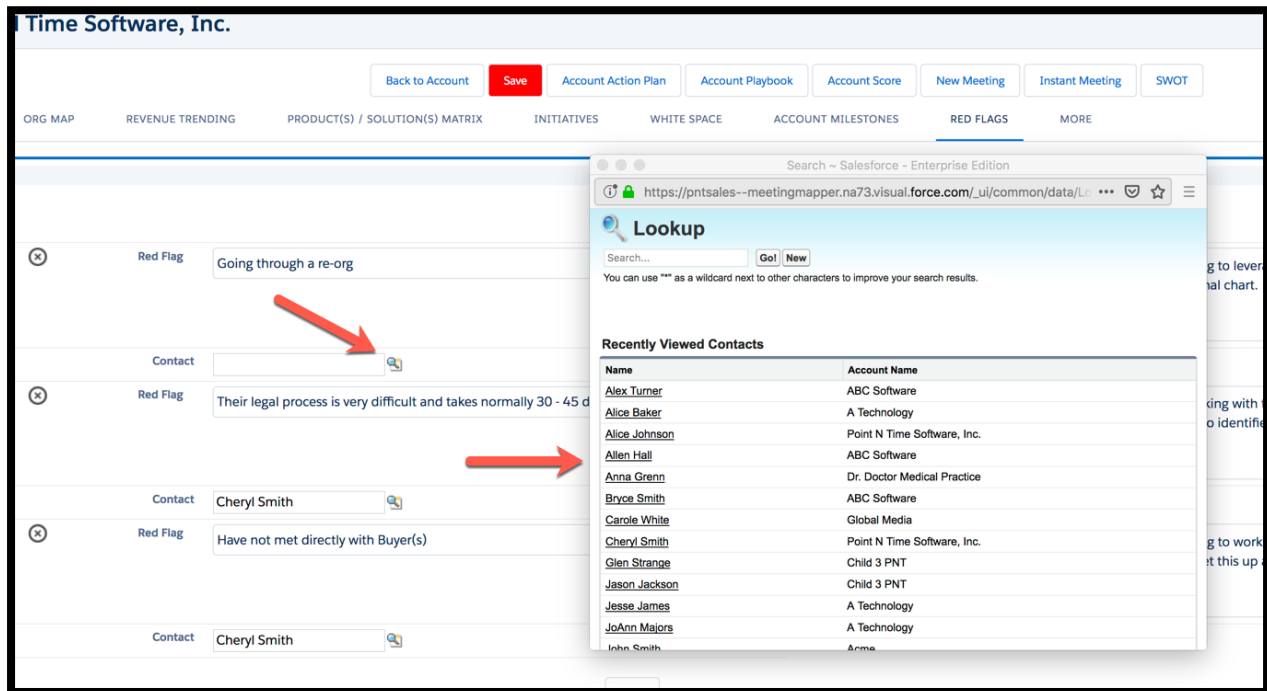 Time Software, Inc.
Back to Account Save Account Action Plan Account Playbook Account Score New Meeting Instant Meeting SWOT
ORG MAP REVENUE TRENDING PRODUCT(S) / SOLUTION(S) MATRIX INITIATIVES WHITE SPACE ACCOUNT MILESTONES RED FLAGS MORE
Red Flag Going through a re-org
Contact
Red Flag Their legal process is very difficult and takes normally 30 - 45 d
Contact Cheryl Smith
Red Flag Have not met directly with Buyer(s)
Contact Cheryl Smith
Search ~ Salesforce - Enterprise Edition
https://pntsales--meetingmapper.na73.visual.force.com/_ui/common/data/Lo
Lookup
Search... Go! New
You can use "*" as a wildcard next to other characters to improve your search results.
Recently Viewed Contacts
Name Account Name
Alex Turner ABC Software
Alice Baker A Technology
Alice Johnson Point N Time Software, Inc.
Allen Hall ABC Software
Anna Grenn Dr. Doctor Medical Practice
Bryce Smith ABC Software
Carole White Global Media
Cheryl Smith Point N Time Software, Inc.
Glen Strange Child 3 PNT
Jason Jackson Child 3 PNT
Jesse James A Technology
JoAnn Majors A Technology
John Smith Acme
g to lever
nal chart.
king with
o identifie
g to work
et this up